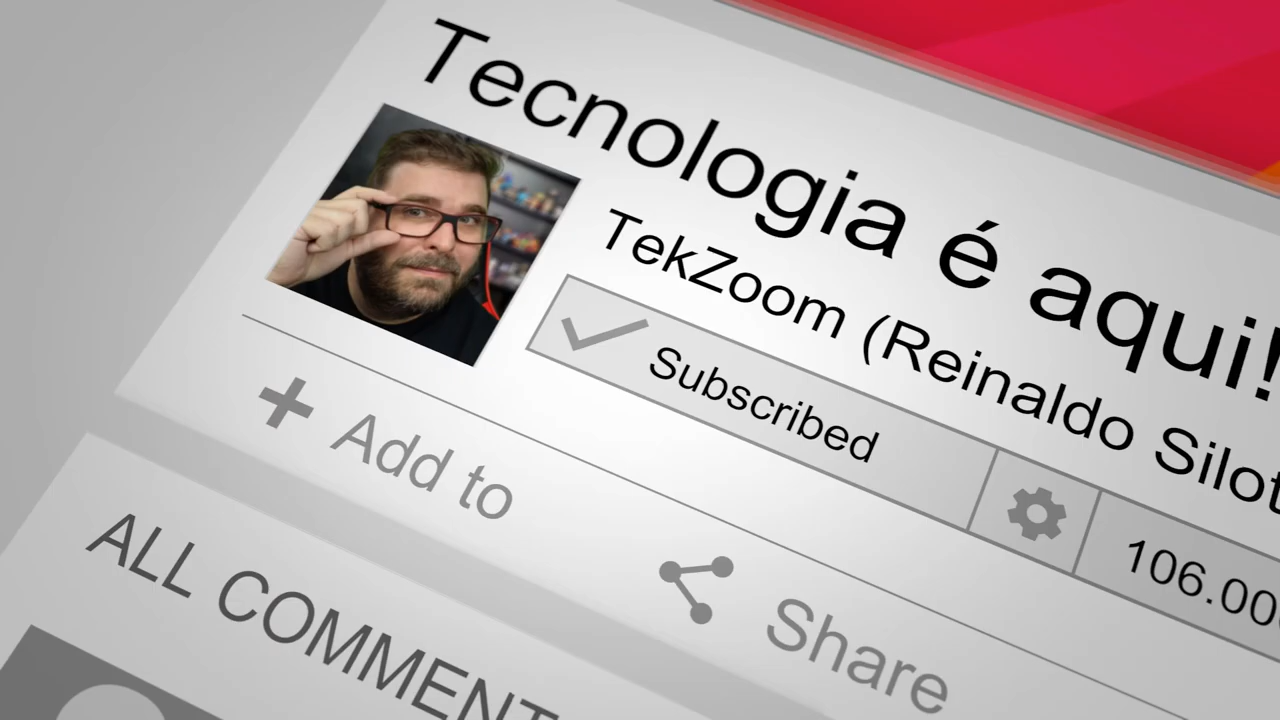 Tecnologia é aqui!
TekZoom (Reinaldo Silot
Subscribed
106.00
Add to
Share
ALL COMMENT